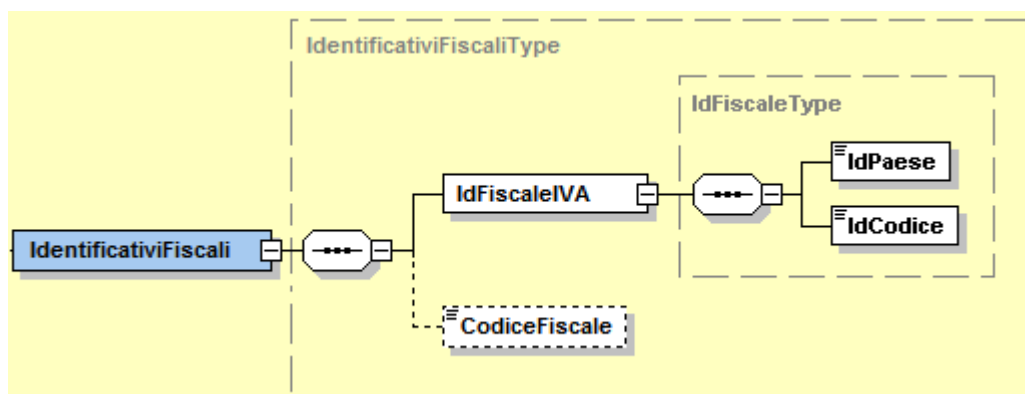 IdentificativiFiscaliType
IdFiscaleType
IdPaese
IdFiscaleIVA
IdCodice
IdentificativiFiscali
CodiceFiscale